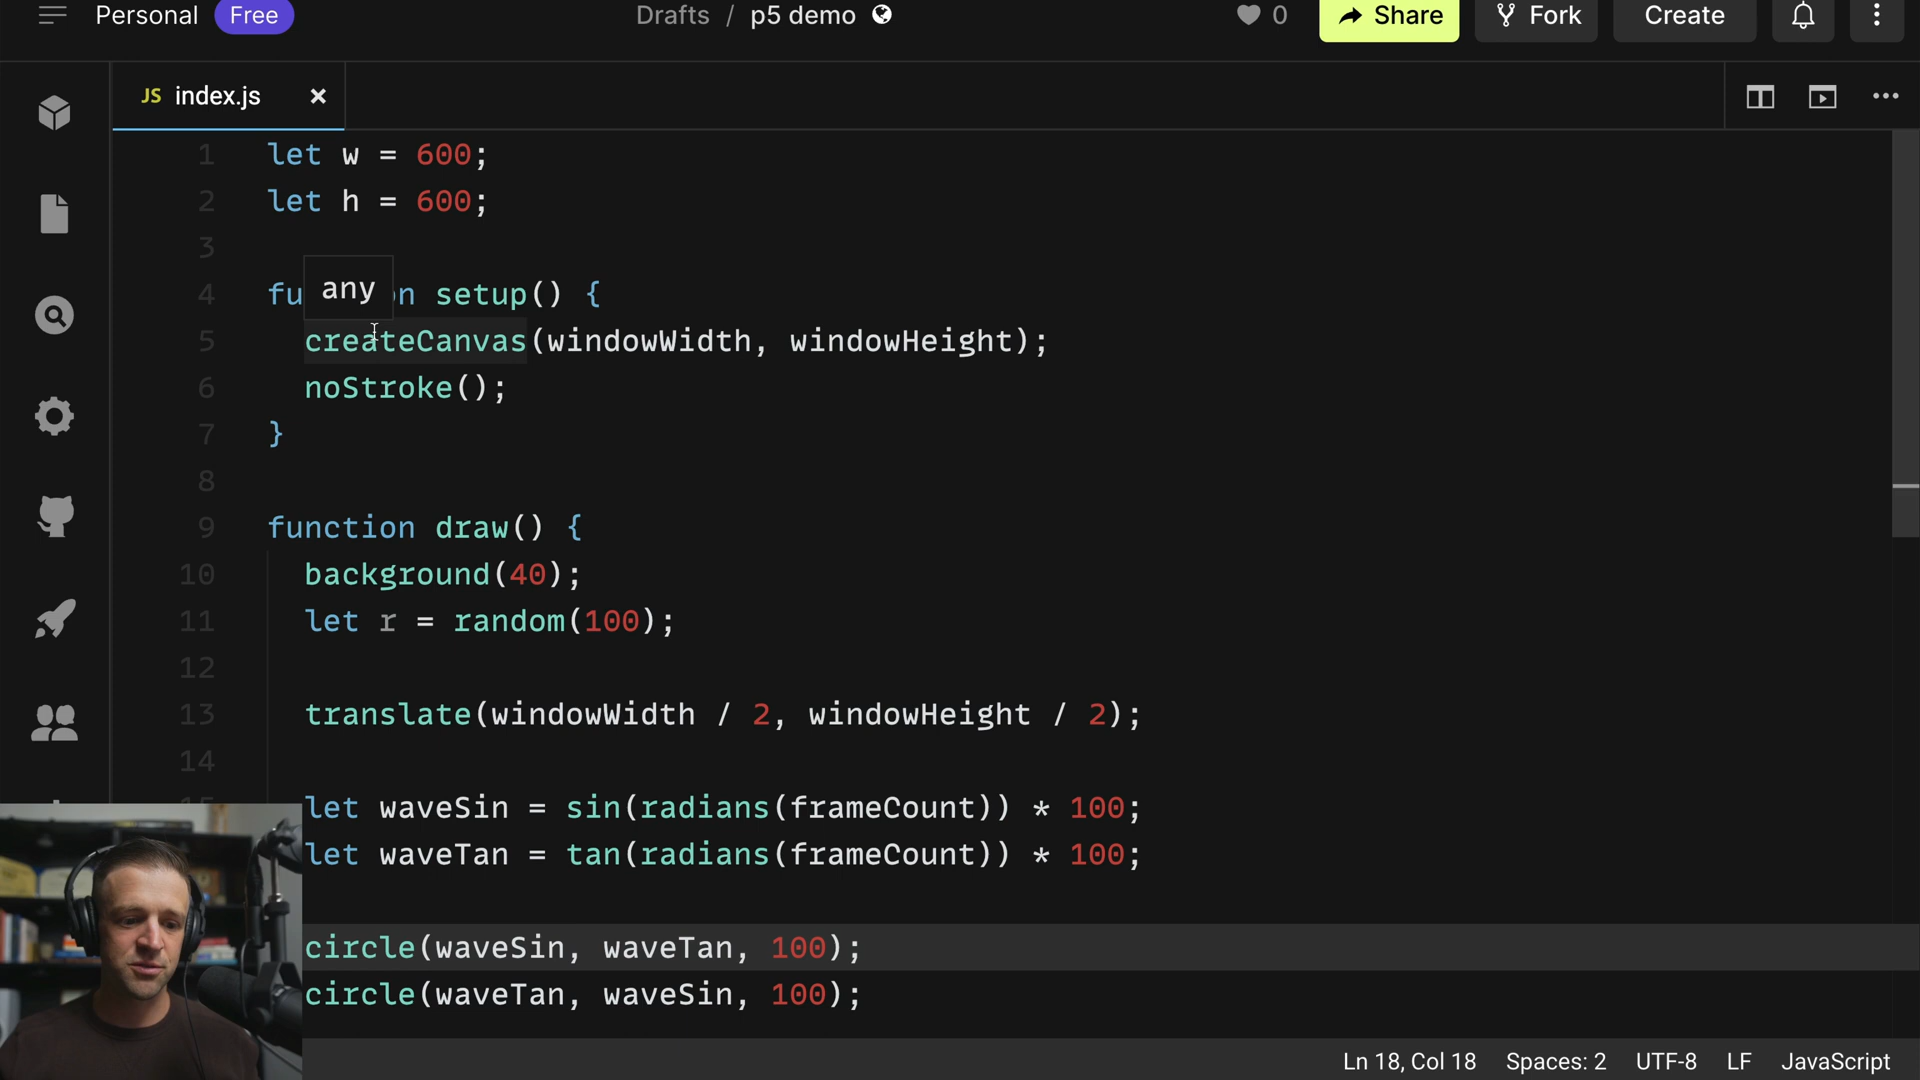 Personal Free Drafts / p5 demo 0 Share Fork Create
JS index.js
1 let w = 600;
2 let h = 600;
3
any
4 fu n setup() {
5 createCanvas(windowWidth, windowHeight);
6 noStroke();
7 }
8
9 function draw() {
10 background(40);
11 let r = random(100);
12
13 translate(windowWidth / 2, windowHeight / 2);
14
let waveSin = sin(radians(frameCount)) * 100;
let waveTan = tan(radians(frameCount)) * 100;
circle(waveSin, waveTan, 100);
circle(waveTan, waveSin, 100);
Ln 18, Col 18 Spaces: 2 UTF-8 LF JavaScript